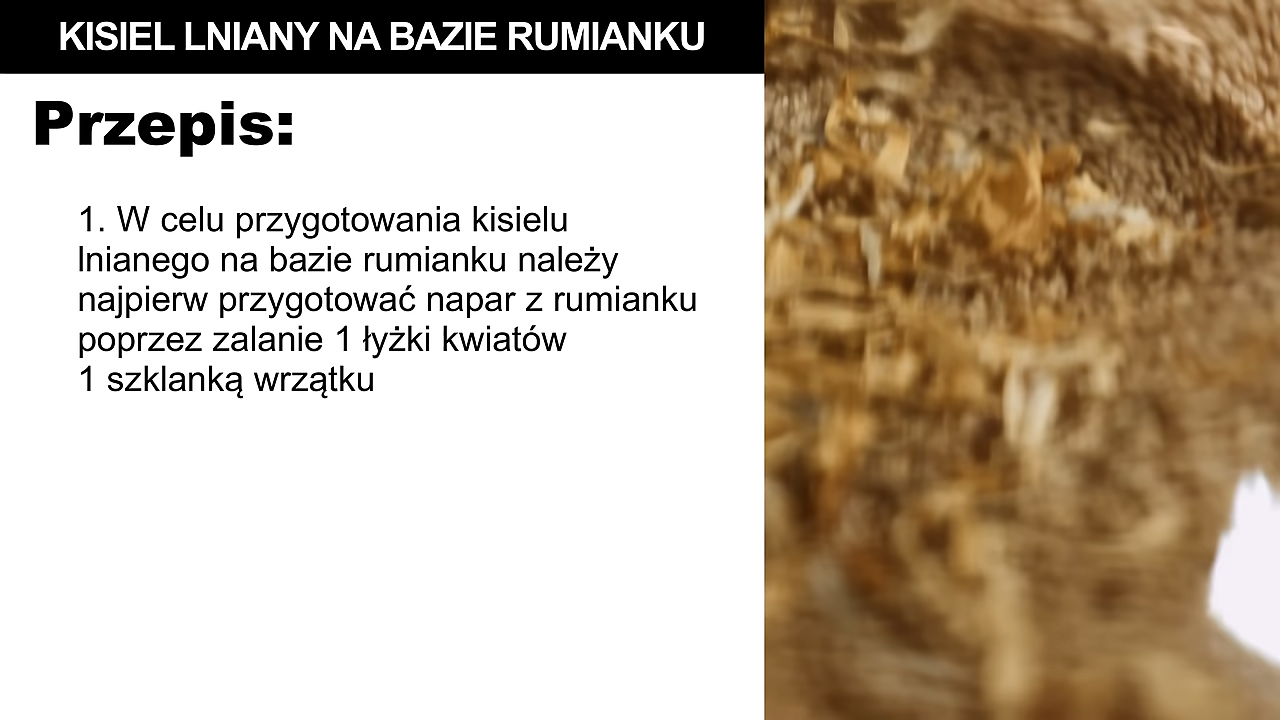 KISIEL LNIANY NA BAZIE RUMIANKU
Przepis:
1. W celu przygotowania kisielu
lnianego na bazie rumianku należy
najpierw przygotować napar z rumianku
poprzez zalanie 1 łyżki kwiatów
1 szklanką wrzątku